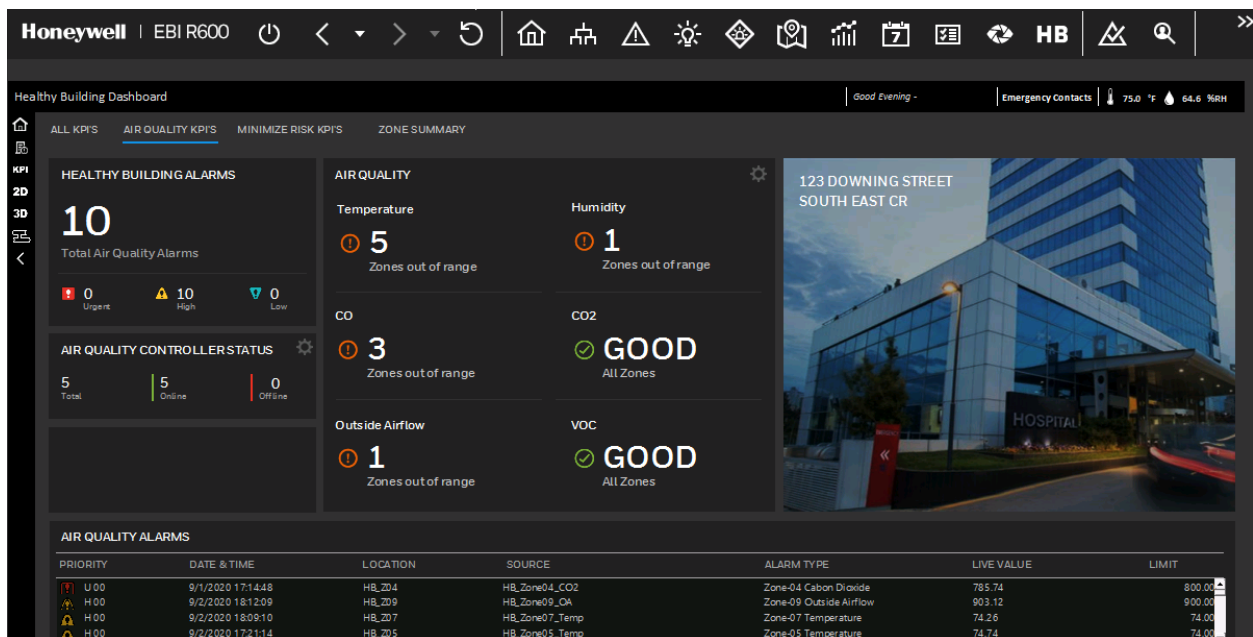 Honeywell | EBI R600
7
HB
Healthy Building Dashboard
Good Evening -
Emergency Contacts
75.0 °F
64.6 %RH
ALL KPI'S
AIR QUALITY KPI'S
MINIMIZE RISK KPI'S
ZONE SUMMARY
KPI
2D
3D
HEALTHY BUILDING ALARMS
10
Total Air Quality Alarms
0
Urgent
10
High
0
Low
AIR QUALITY CONTROLLER STATUS
5
Total
5
Online
0
Offline
AIR QUALITY
Temperature
5
Zones out of range
Humidity
1
Zones out of range
CO
3
Zones out of range
CO2
GOOD
All Zones
Outside Airflow
1
Zones out of range
VOC
GOOD
All Zones
123 DOWNING STREET
SOUTH EAST CR
HOSPITAL
AIR QUALITY ALARMS
PRIORITY DATE & TIME LOCATION SOURCE ALARM TYPE LIVE VALUE LIMIT
U 00 9/1/2020 17:14:48 HB_Z04 HB_Zone04_CO2 Zone-04 Cabon Dioxide 785.74 800.00
H 00 9/2/2020 18:12:09 HB_Z09 HB_Zone09_OA Zone-09 Outside Airflow 903.12 900.00
H 00 9/2/2020 18:09:10 HB_Z07 HB_Zone07_Temp Zone-07 Temperature 74.26 74.00
H 00 9/2/2020 17:21:14 HB_Z05 HB_Zone05_Temp Zone-05 Temperature 74.74 74.00